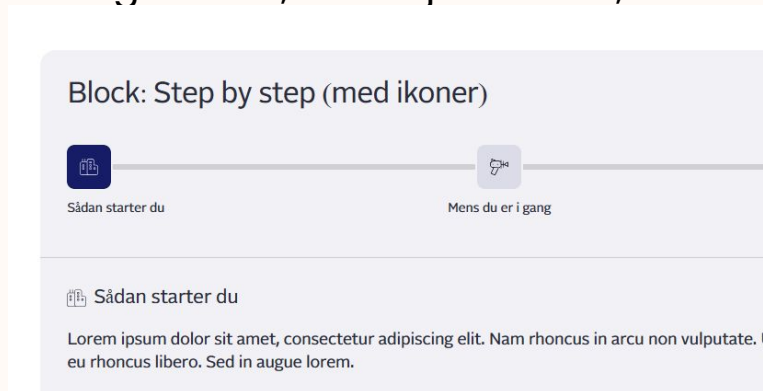 Block: Step by step (med ikoner)
Sådan starter du
Mens du er i gang
Sådan starter du
Lorem ipsum dolor sit amet, consectetur adipiscing elit. Nam rhoncus in arcu non vulputate.
eu rhoncus libero. Sed in augue lorem.